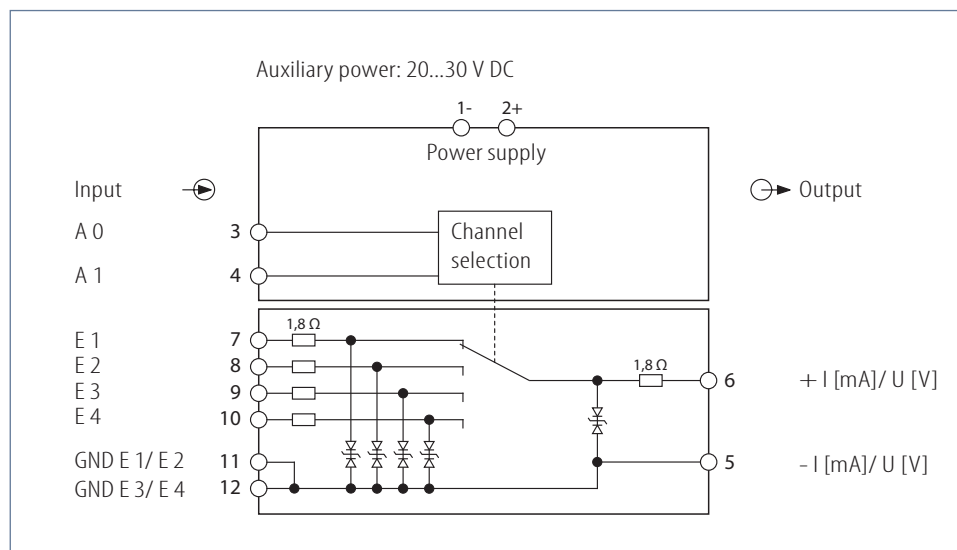 Auxiliary power: 20...30 V DC
1- 2+
Power supply
Input
Output
A 0 3
Channel
selection
A 1 4
E 1 7 1,8 Ω
E 2 8
1,8 Ω
6 + I [mA]/ U [V]
E 3 9
E 4 10
GND E 1/ E 2 11
5 - I [mA]/ U [V]
GND E 3/ E 4 12